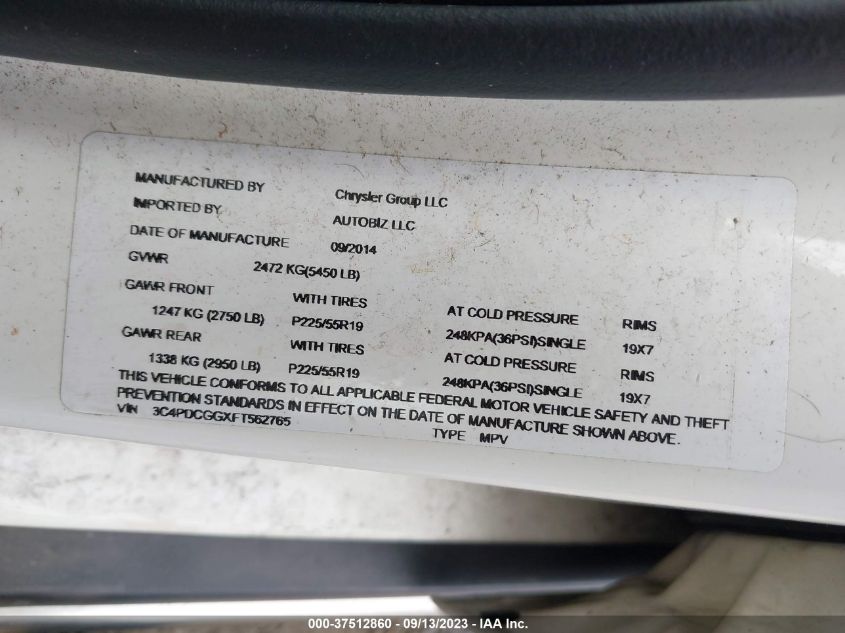 MANUFACTURED BY Chrysler Group LLC
IMPORTED BY AUTOBIZ LLC
DATE OF MANUFACTURE 09/2014
GVWR 2472 KG(5450 LB)
GAWR FRONT WITH TIRES AT COLD PRESSURE RIMS
1247 KG (2750 LB) P225/55R19 248KPA(36PSI)SINGLE 19X7
GAWR REAR WITH TIRES AT COLD PRESSURE RIMS
1338 KG (2950 LB) P225/55R19 248KPA(36PSI)SINGLE 19X7
THIS VEHICLE CONFORMS TO ALL APPLICABLE FEDERAL MOTOR VEHICLE SAFETY AND THEFT
PREVENTION STANDARDS IN EFFECT ON THE DATE OF MANUFACTURE SHOWN ABOVE.
VIN 3C4PDCGGXFT562765 TYPE MPV
000-37512860 - 09/13/2023 - IAA Inc.